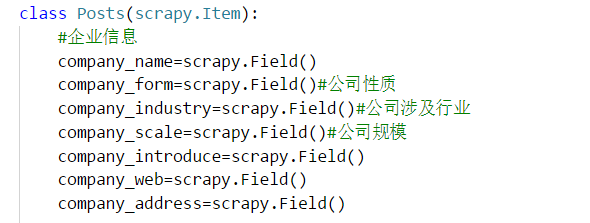 class Posts(scrapy.Item):
    #企业信息
    company_name=scrapy.Field()
    company_form=scrapy.Field()#公司性质
    company_industry=scrapy.Field()#公司涉及行业
    company_scale=scrapy.Field()#公司规模
    company_introduce=scrapy.Field()
    company_web=scrapy.Field()
    company_address=scrapy.Field()